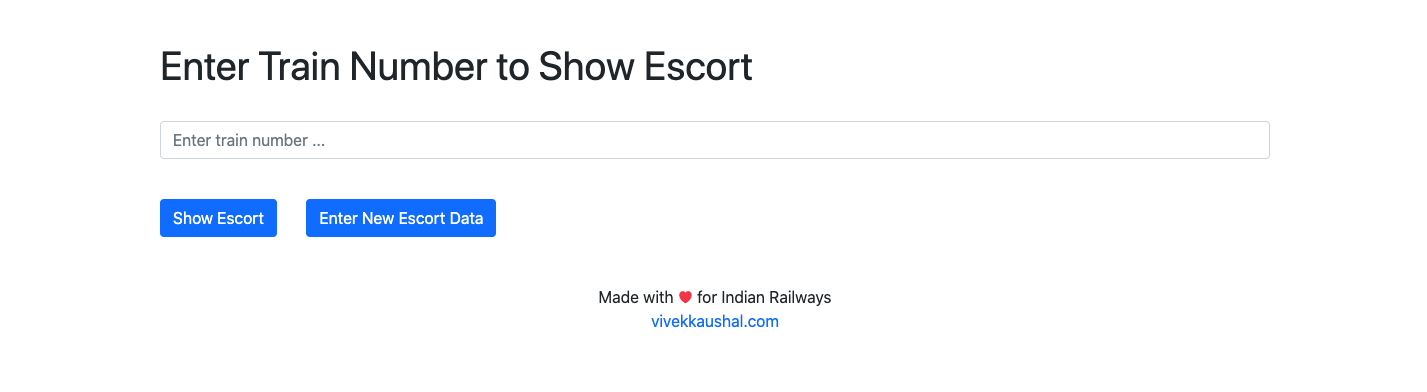 Enter Train Number to Show Escort
Enter train number ...
Show Escort
Enter New Escort Data
Made with ❤️ for Indian Railways
vivekkaushal.com